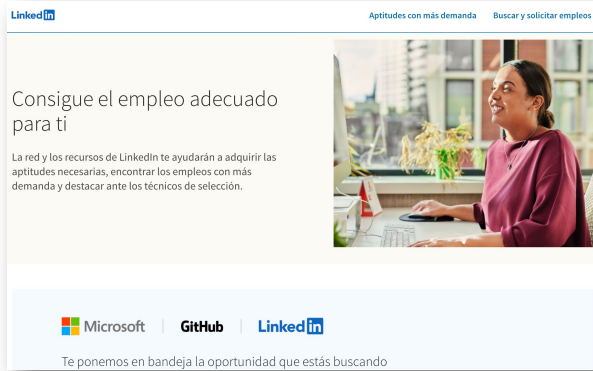 LinkedIn
Aptitudes con más demanda Buscar y solicitar empleos
Consigue el empleo adecuado
para ti
La red y los recursos de LinkedIn te ayudarán a adquirir las
aptitudes necesarias, encontrar los empleos con más
demanda y destacar ante los técnicos de selección.
Microsoft GitHub LinkedIn
Te ponemos en bandeja la oportunidad que estás buscando